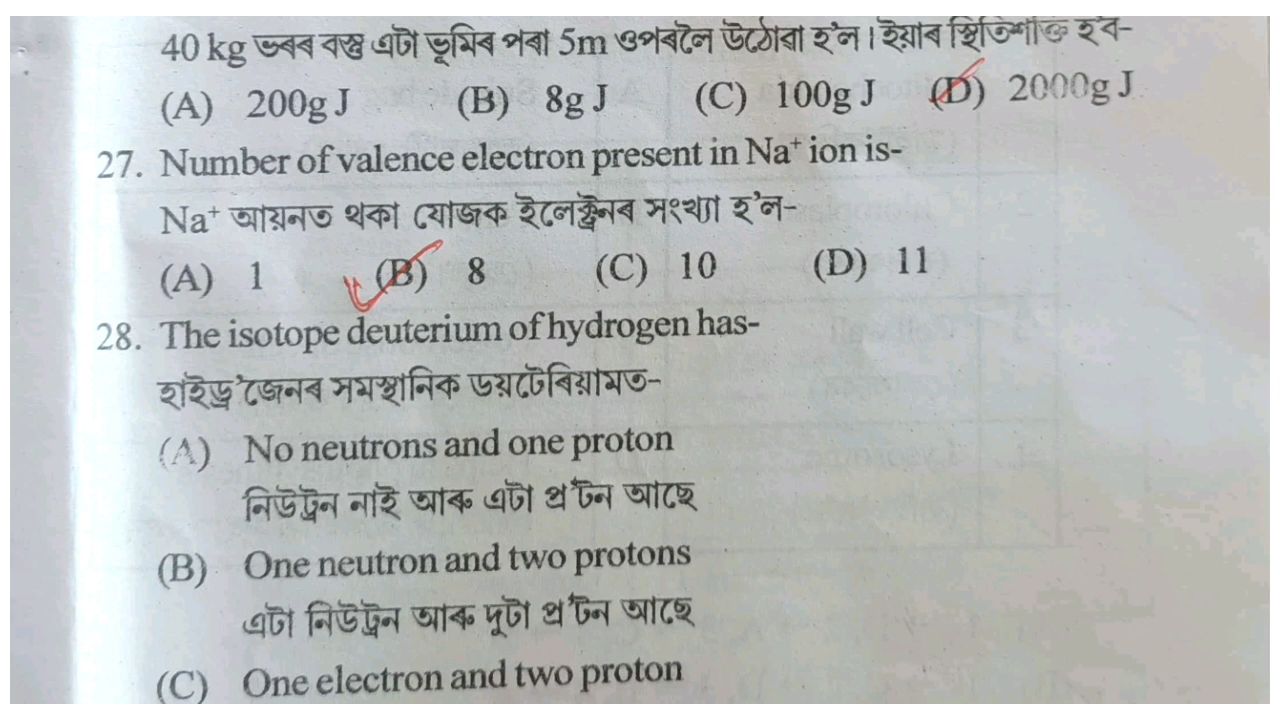 40 kg ভৰৰ বস্তু এটা ভূমিৰ পৰা 5m ওপৰলৈ উঠোৱা হ'ল। ইয়াৰ স্থিতিশক্তি হ'ব-
(A) 200g J (B) 8g J (C) 100g J (D) 2000g J
27. Number of valence electron present in Na⁺ ion is-
Na⁺ আয়নত থকা যোজক ইলেক্ট্ৰনৰ সংখ্যা হ'ল-
(A) 1 (B) 8 (C) 10 (D) 11
28. The isotope deuterium of hydrogen has-
হাইড্ৰ'জেনৰ সমস্থানিক ডয়টেৰিয়ামত-
(A) No neutrons and one proton
নিউট্ৰন নাই আৰু এটা প্ৰ'টন আছে
(B) One neutron and two protons
এটা নিউট্ৰন আৰু দুটা প্ৰ'টন আছে
(C) One electron and two proton